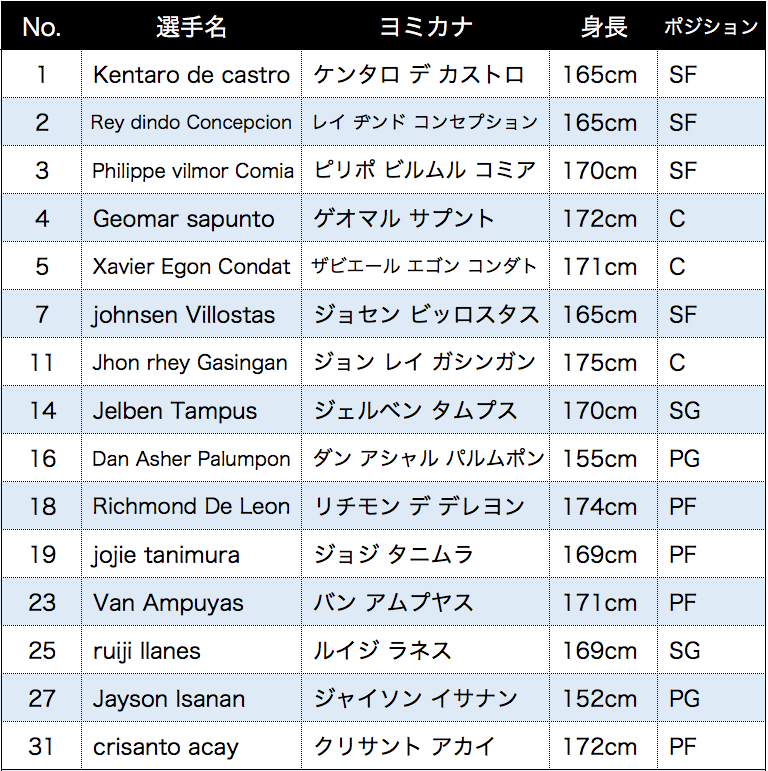 No. 選手名 ヨミカナ 身長 ポジション
1 Kentaro de castro ケンタロ デ カストロ 165cm SF
2 Rey dindo Concepcion レイ ヂンド コンセプション 165cm SF
3 Philippe vilmor Comia ピリポ ビルムル コミア 170cm SF
4 Geomar sapunto ゲオマル サプント 172cm C
5 Xavier Egon Condat ザビエール エゴン コンダト 171cm C
7 johnsen Villostas ジョセン ビッロスタス 165cm SF
11 Jhon rhey Gasingan ジョン レイ ガシンガン 175cm C
14 Jelben Tampus ジェルベン タムプス 170cm SG
16 Dan Asher Palumpon ダン アシャル パルムポン 155cm PG
18 Richmond De Leon リチモン デ デレヨン 174cm PF
19 jojie tanimura ジョジ タニムラ 169cm PF
23 Van Ampuyas バン アムプヤス 171cm PF
25 ruiji llanes ルイジ ラネス 169cm SG
27 Jayson Isanan ジャイソン イサナン 152cm PG
31 crisanto acay クリサント アカイ 172cm PF